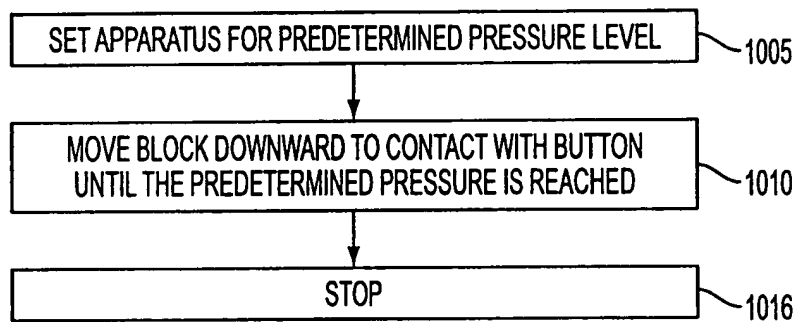 SET APPARATUS FOR PREDETERMINED PRESSURE LEVEL
1005
MOVE BLOCK DOWNWARD TO CONTACT WITH BUTTON
UNTIL THE PREDETERMINED PRESSURE IS REACHED
1010
STOP
1016